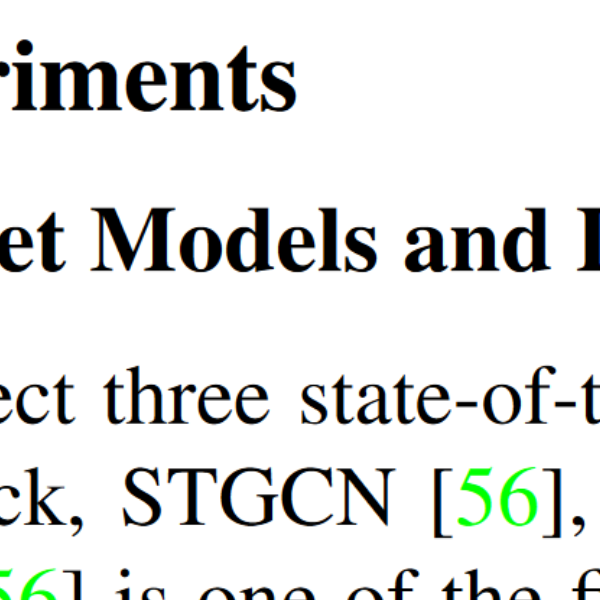 riments
et Models and
ect three state-of-t
ck, STGCN [56],
56] is one of the f